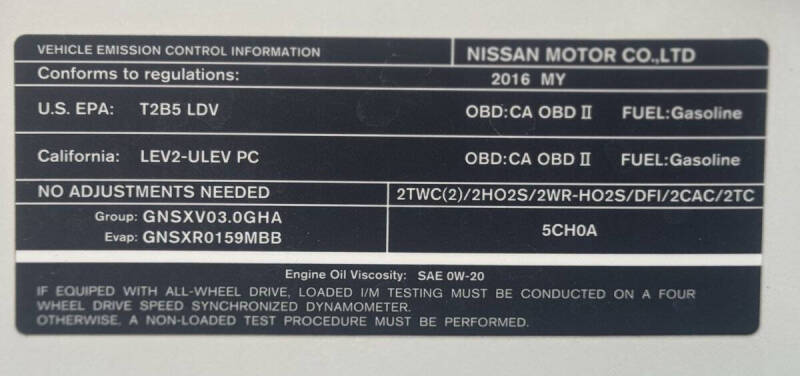 VEHICLE EMISSION CONTROL INFORMATION NISSAN MOTOR CO.,LTD
Conforms to regulations: 2016 MY
U.S. EPA: T2B5 LDV OBD:CA OBD II FUEL:Gasoline
California: LEV2-ULEV PC OBD:CA OBD II FUEL:Gasoline
NO ADJUSTMENTS NEEDED 2TWC(2)/2HO2S/2WR-HO2S/DFI/2CAC/2TC
Group: GNSXV03.0GHA
Evap: GNSXR0159MBB
5CH0A
Engine Oil Viscosity: SAE 0W-20
IF EQUIPED WITH ALL-WHEEL DRIVE, LOADED I/M TESTING MUST BE CONDUCTED ON A FOUR
WHEEL DRIVE SPEED SYNCHRONIZED DYNAMOMETER.
OTHERWISE. A NON-LOADED TEST PROCEDURE MUST BE PERFORMED.